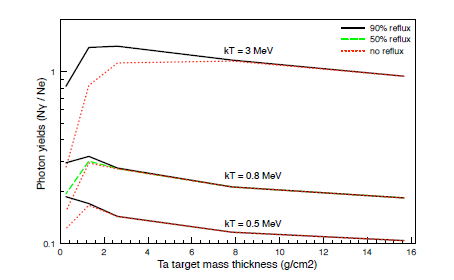 90% reflux
50% reflux
no reflux
kT = 3 MeV
1
Photon yields (Nγ / Ne)
kT = 0.8 MeV
kT = 0.5 MeV
0.1
0 2 4 6 8 10 12 14 16
Ta target mass thickness (g/cm2)